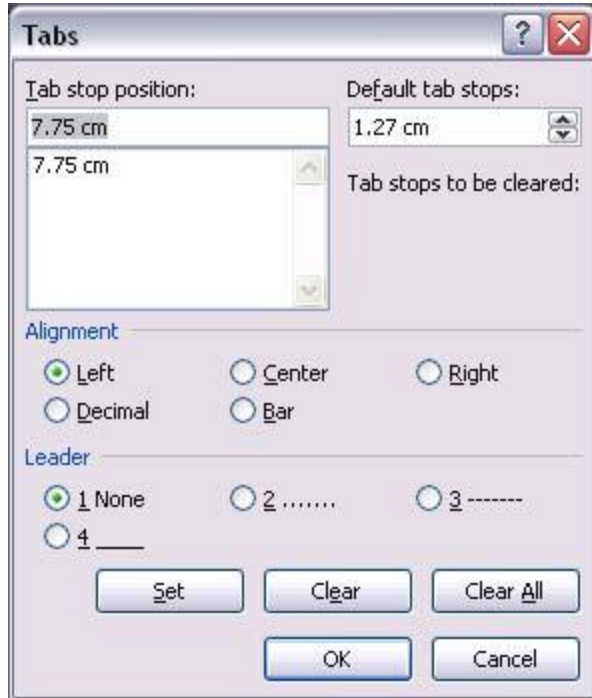 Tabs
Tab stop position:
Default tab stops:
7.75 cm
1.27 cm
7.75 cm
Tab stops to be cleared:
Alignment
Left
Center
Right
Decimal
Bar
Leader
1 None
2 .......
3 -------
4 ____
Set
Clear
Clear All
OK
Cancel